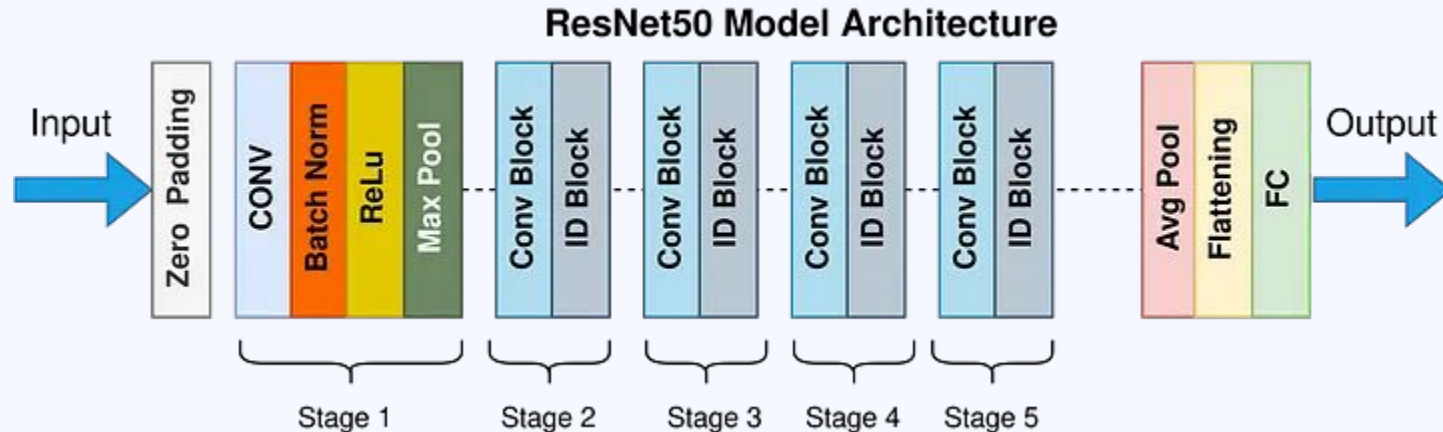 ResNet50 Model Architecture
Input
Zero Padding
CONV
Batch Norm
ReLu
Max Pool
Conv Block
ID Block
Conv Block
ID Block
Conv Block
ID Block
Conv Block
ID Block
Avg Pool
Flattening
FC
Output
Stage 1
Stage 2
Stage 3
Stage 4
Stage 5